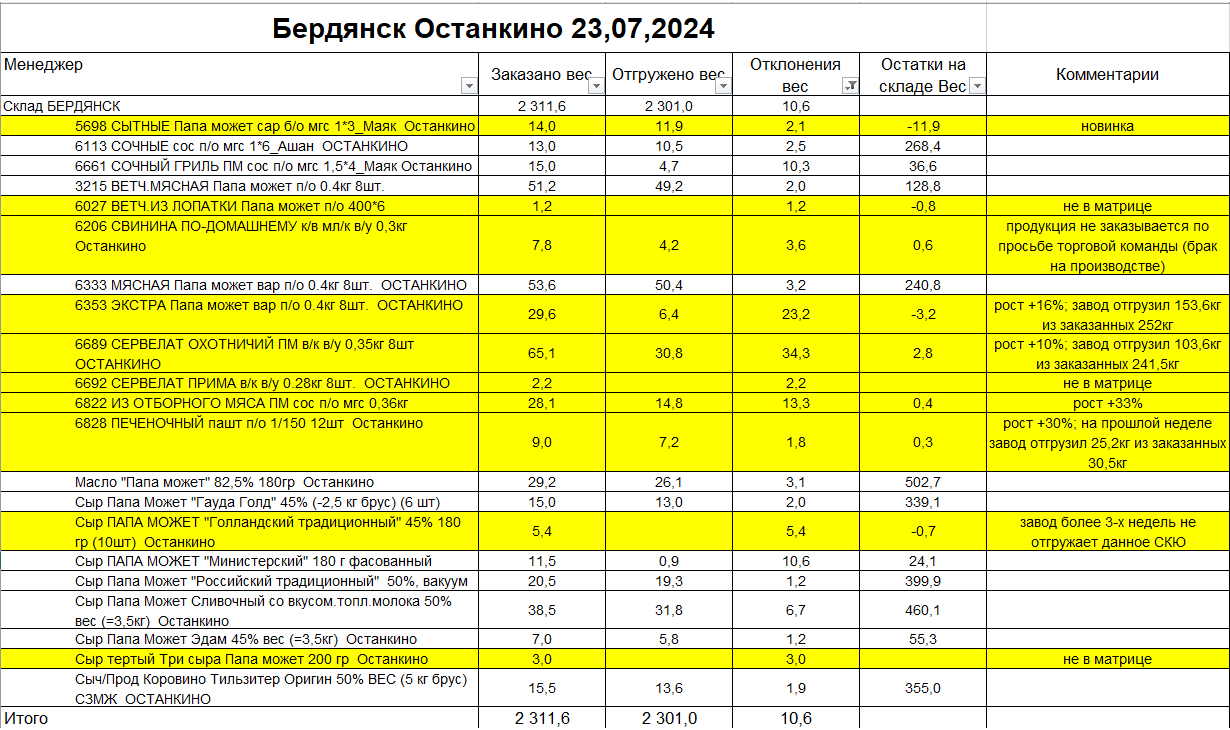 Бердянск Останкино 23,07,2024
Менеджер Заказано вес Отгружено вес Отклонения вес Остатки на складе Вес Комментарии
Склад БЕРДЯНСК 2 311,6 2 301,0 10,6
5698 СЫТНЫЕ Папа может сар б/о мгс 1*3_Маяк Останкино 14,0 11,9 2,1 -11,9 новинка
6113 СОЧНЫЕ сос п/о мгс 1*6_Ашан ОСТАНКИНО 13,0 10,5 2,5 268,4
6661 СОЧНЫЙ ГРИЛЬ ПМ сос п/о мгс 1,5*4_Маяк Останкино 15,0 4,7 10,3 36,6
3215 ВЕТЧ.МЯСНАЯ Папа может п/о 0.4кг 8шт. 51,2 49,2 2,0 128,8
6027 ВЕТЧ.ИЗ ЛОПАТКИ Папа может п/о 400*6 1,2 1,2 -0,8 не в матрице
6206 СВИНИНА ПО-ДОМАШНЕМУ к/в мл/к в/у 0,3кг
Останкино 7,8 4,2 3,6 0,6 продукция не заказывается по
просьбе торговой команды (брак
на производстве)
6333 МЯСНАЯ Папа может вар п/о 0.4кг 8шт. ОСТАНКИНО 53,6 50,4 3,2 240,8
6353 ЭКСТРА Папа может вар п/о 0.4кг 8шт. ОСТАНКИНО 29,6 6,4 23,2 -3,2 рост +16%; завод отгрузил 153,6кг
из заказанных 252кг
6689 СЕРВЕЛАТ ОХОТНИЧИЙ ПМ в/к в/у 0,35кг 8шт
ОСТАНКИНО 65,1 30,8 34,3 2,8 рост +10%; завод отгрузил 103,6кг
из заказанных 241,5кг
6692 СЕРВЕЛАТ ПРИМА в/к в/у 0.28кг 8шт. ОСТАНКИНО 2,2 2,2 не в матрице
6822 ИЗ ОТБОРНОГО МЯСА ПМ сос п/о мгс 0,36кг 28,1 14,8 13,3 0,4 рост +33%
6828 ПЕЧЕНОЧНЫЙ пашт п/о 1/150 12шт Останкино 9,0 7,2 1,8 0,3 рост +30%; на прошлой неделе
завод отгрузил 25,2кг из заказанных
30,5кг
Масло "Папа может" 82,5% 180гр Останкино 29,2 26,1 3,1 502,7
Сыр Папа Может "Гауда Голд" 45% (-2,5 кг брус) (6 шт) 15,0 13,0 2,0 339,1
Сыр ПАПА МОЖЕТ "Голландский традиционный" 45% 180
гр (10шт) Останкино 5,4 5,4 -0,7 завод более 3-х недель не
отгружает данное СКЮ
Сыр ПАПА МОЖЕТ "Министерский" 180 г фасованный 11,5 0,9 10,6 24,1
Сыр Папа Может "Российский традиционный" 50%, вакуум 20,5 19,3 1,2 399,9
Сыр Папа Может Сливочный со вкусом.топл.молока 50%
вес (=3,5кг) Останкино 38,5 31,8 6,7 460,1
Сыр Папа Может Эдам 45% вес (=3,5кг) Останкино 7,0 5,8 1,2 55,3
Сыр тертый Три сыра Папа может 200 гр Останкино 3,0 3,0 не в матрице
Сыч/Прод Коровино Тильзитер Оригин 50% ВЕС (5 кг брус)
СЗМЖ ОСТАНКИНО 15,5 13,6 1,9 355,0
Итого 2 311,6 2 301,0 10,6